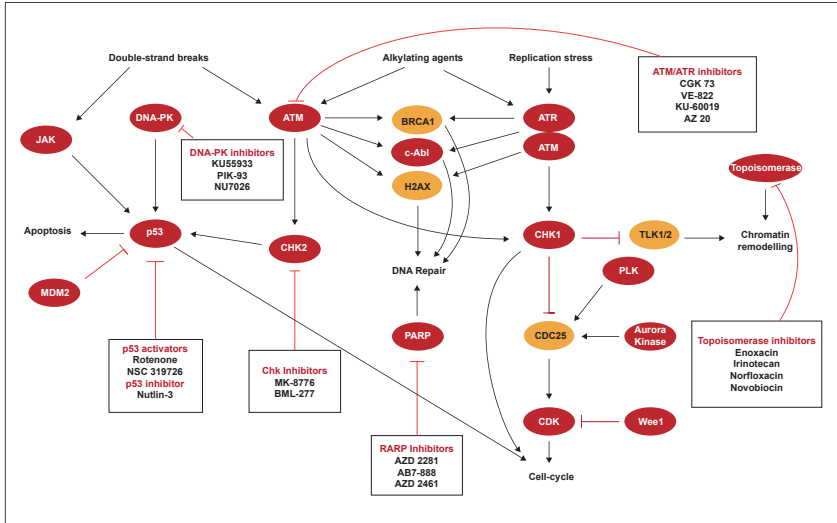 Double-strand breaks
Alkylating agents
Replication stress
ATM/ATR inhibitors
CGK 73
VE-822
KU-60019
AZ 20
DNA-PK
ATM
BRCA1
ATR
JAK
c-Abl
ATM
DNA-PK inhibitors
KU55933
PIK-93
NU7026
H2AX
Topoisomerase
Apoptosis
p53
CHK2
CHK1
TLK1/2
Chromatin
remodelling
DNA Repair
PLK
MDM2
PARP
CDC25
Aurora
Kinase
p53 activators
Rotenone
NSC 319726
p53 inhibitor
Nutlin-3
Chk Inhibitors
MK-8776
BML-277
Topoisomerase inhibitors
Enoxacin
Irinotecan
Norfloxacin
Novobiocin
CDK
Wee1
RARP Inhibitors
AZD 2281
AB7-888
AZD 2461
Cell-cycle